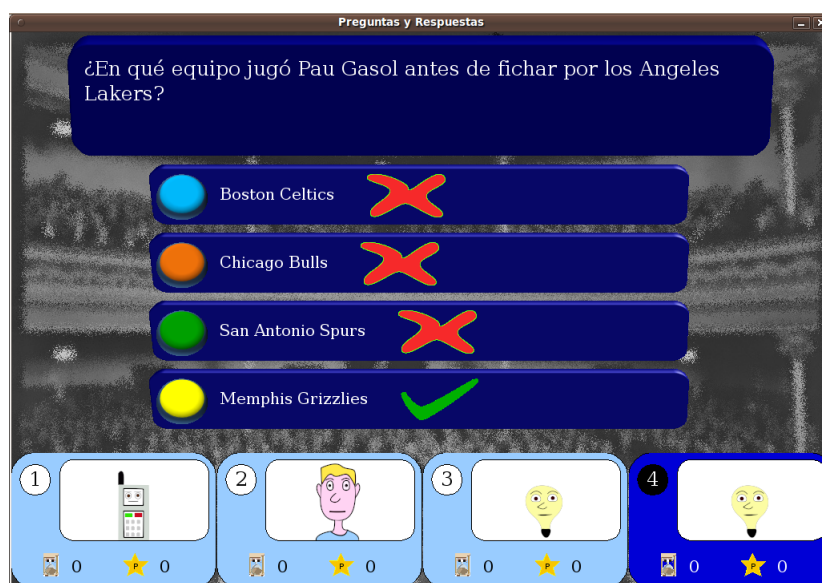 Preguntas y Respuestas
¿En qué equipo jugó Pau Gasol antes de fichar por los Angeles
Lakers?
Boston Celtics
Chicago Bulls
San Antonio Spurs
Memphis Grizzlies
1
2
3
4
0
P
0
0
P
0
0
P
0
0
P
0